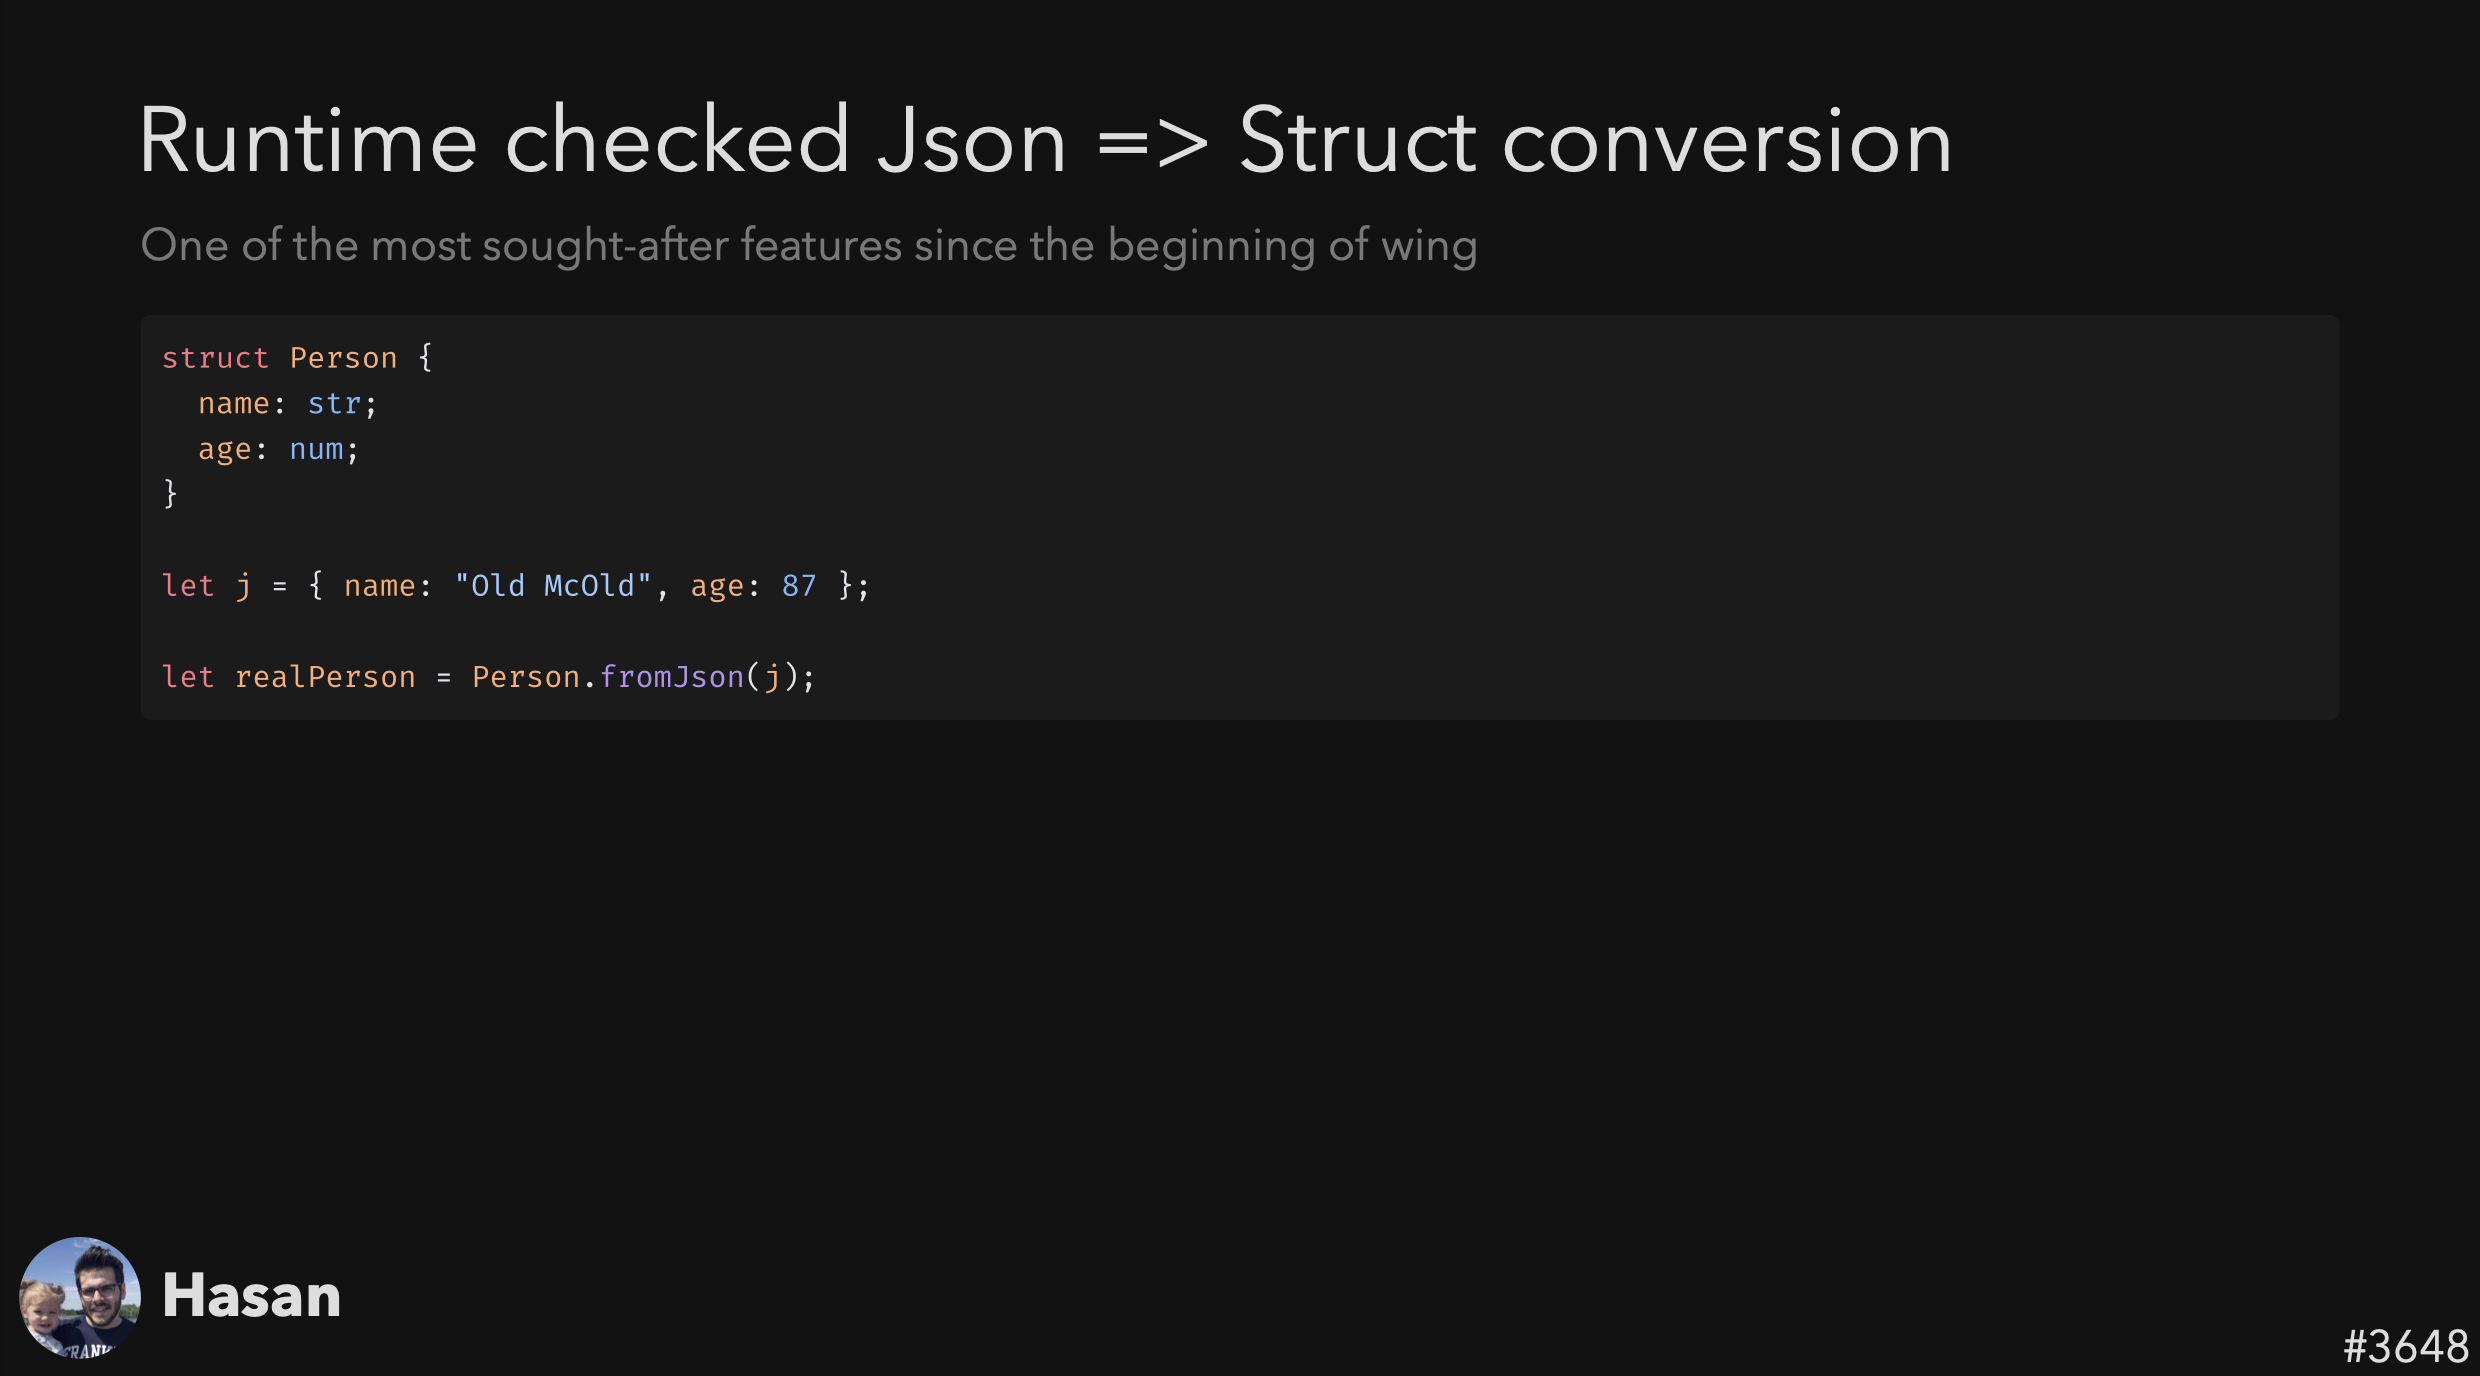 Runtime checked Json => Struct conversion
One of the most sought-after features since the beginning of wing
struct Person {
  name: str;
  age: num;
}
let j = { name: "Old McOld", age: 87 };
let realPerson = Person.fromJson(j);
Hasan
#3648